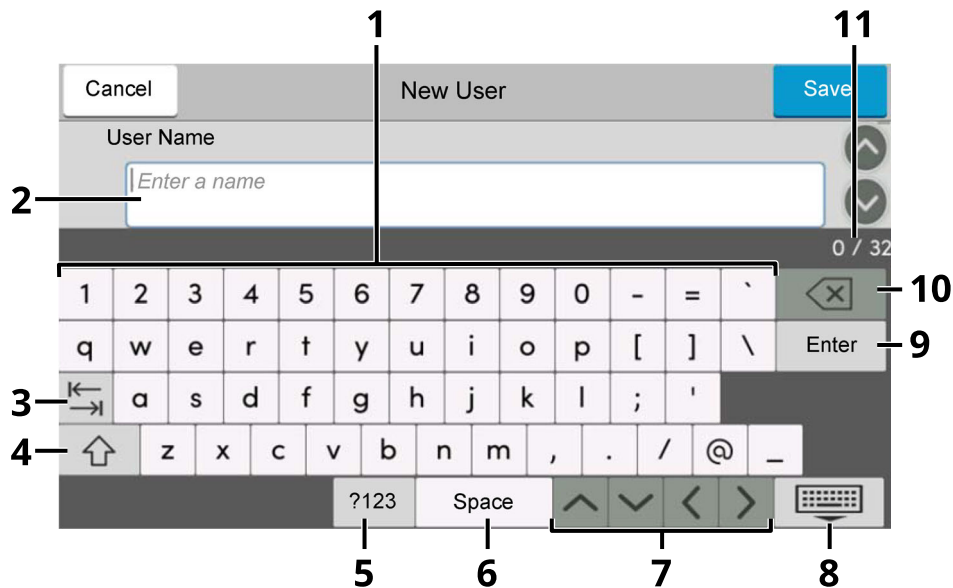 1 11
Cancel New User Save
User Name
Enter a name
2
0 / 32
1 2 3 4 5 6 7 8 9 0 - = `
10
q w e r t y u i o p [ ] \ Enter
9
3
a s d f g h j k l ; '
4
z x c v b n m , . / @ _
?123 Space
5 6 7 8